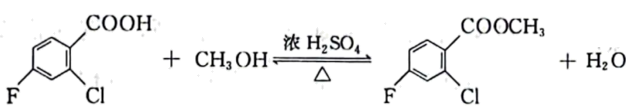 COOH
F
Cl
+ CH₃OH
浓 H₂SO₄
△
COOCH₃
F
Cl
+ H₂O